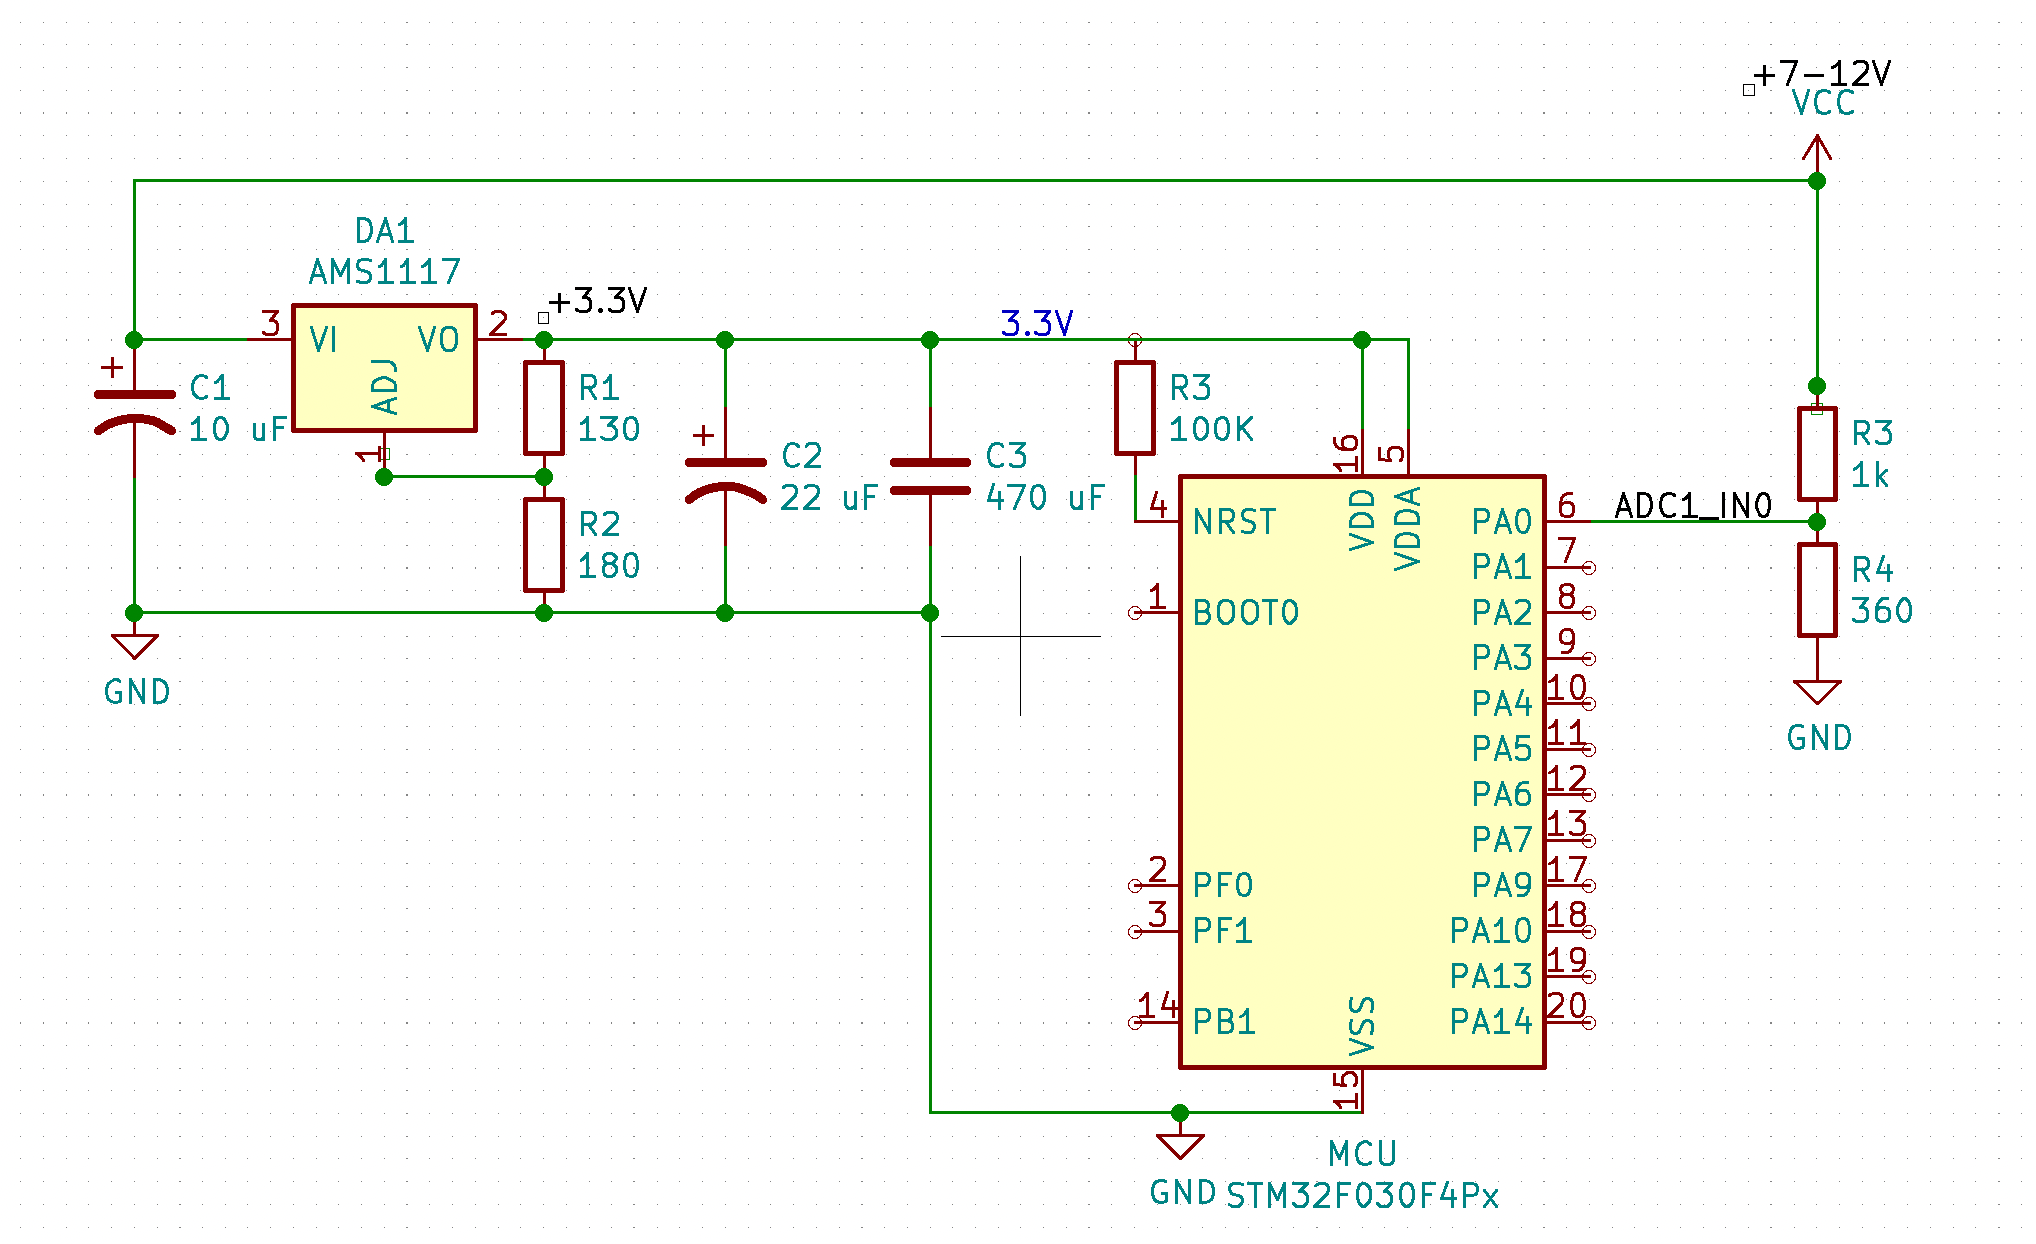 +7-12V
VCC
DA1
AMS1117
3
VI
VO
2
ADJ
1
+3.3V
3.3V
+
C1
10 uF
R1
130
R2
180
+
C2
22 uF
C3
470 uF
R3
100K
16
5
VDD
VDDA
4
NRST
1
BOOT0
2
PF0
3
PF1
14
PB1
PA0
6
ADC1_IN0
PA1
7
PA2
8
PA3
9
PA4
10
PA5
11
PA6
12
PA7
13
PA9
17
PA10
18
PA13
19
PA14
20
VSS
15
R3
1k
R4
360
GND
GND
GND
MCU
STM32F030F4Px